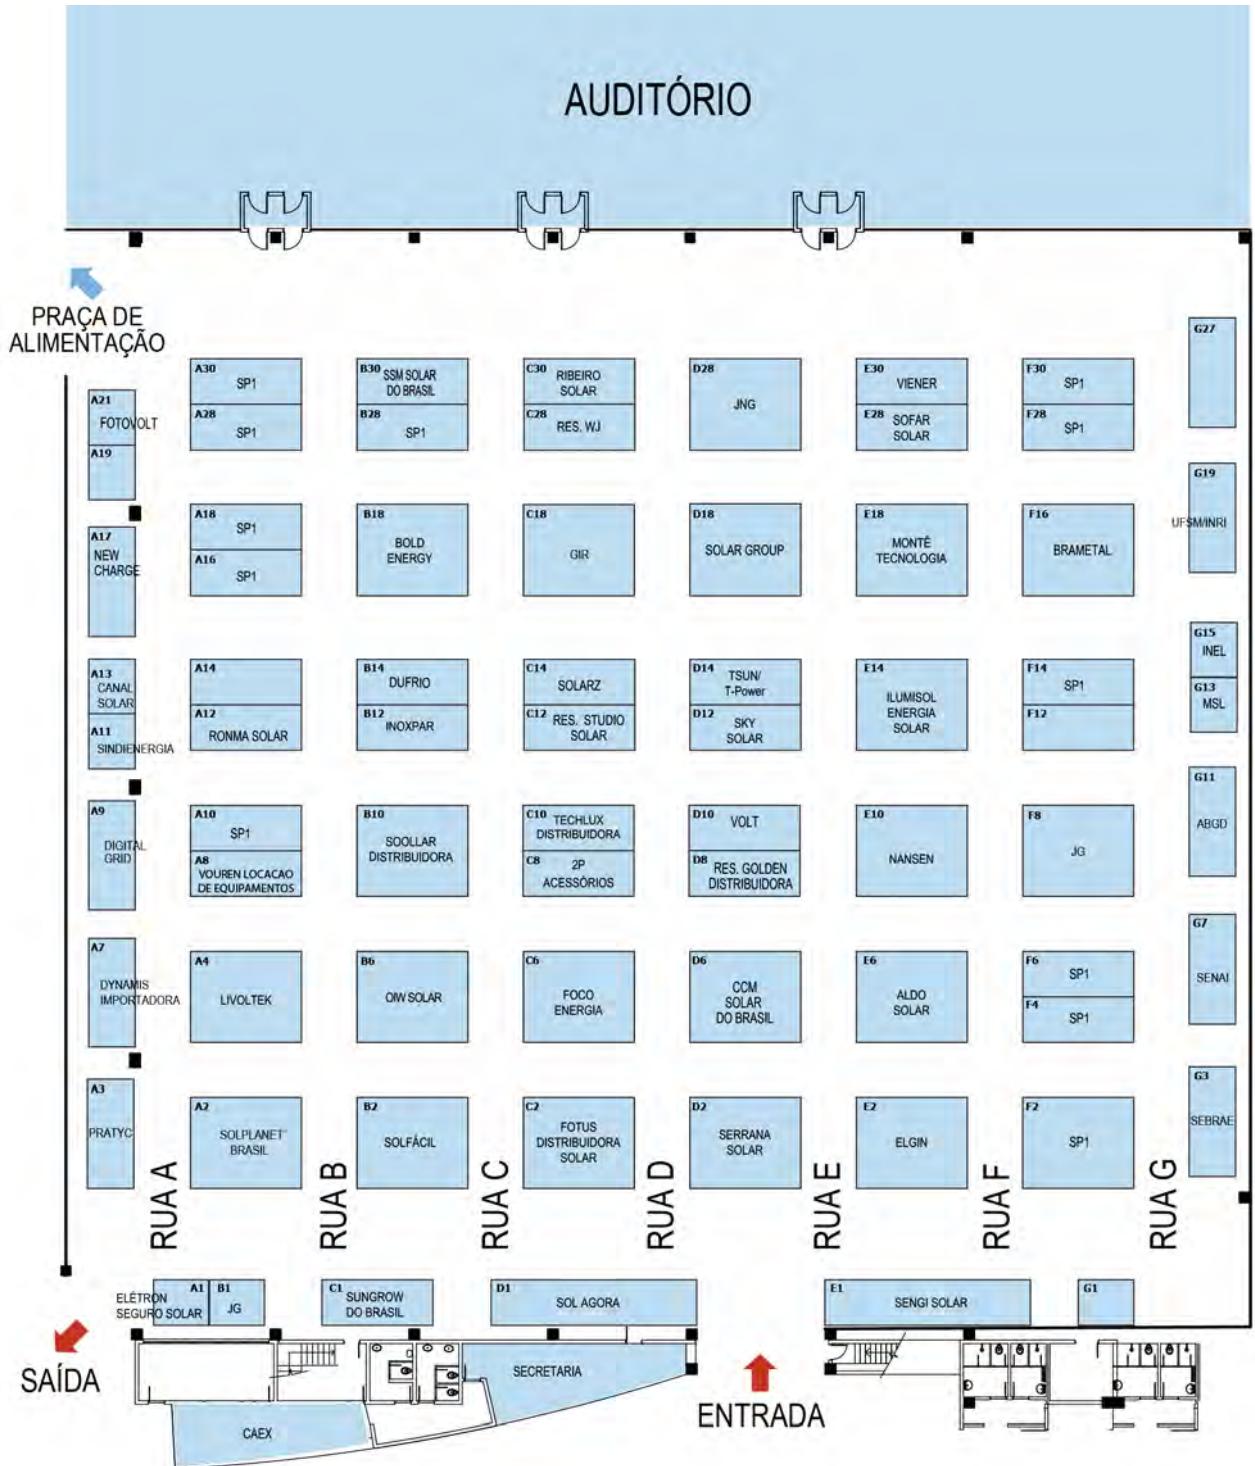 AUDITÓRIO
PRAÇA DE
ALIMENTAÇÃO
G27
A30
SP1
B30
SSM SOLAR
DO BRASIL
C30
RIBEIRO
SOLAR
D28
JNG
E30
VIENER
F30
SP1
A21
FOTOVOLT
A28
SP1
B28
SP1
C28
RES. WJ
E28
SOFAR
SOLAR
F28
SP1
A19
G19
UFSM/INRI
A18
SP1
B18
BOLD
ENERGY
C18
GIR
D18
SOLAR GROUP
E18
MONTÊ
TECNOLOGIA
F16
BRAMETAL
A17
NEW
CHARGE
A16
SP1
G15
INEL
A13
CANAL
SOLAR
A14
B14
DUFRIO
C14
SOLARZ
D14
TSUN/
T-Power
E14
ILUMISOL
ENERGIA
SOLAR
F14
SP1
G13
MSL
A11
SINDIENERGIA
A12
RONMA SOLAR
B12
INOXPAR
C12
RES. STUDIO
SOLAR
D12
SKY
SOLAR
F12
G11
ABGD
A9
DIGITAL
GRID
A10
SP1
B10
SOOLLAR
DISTRIBUIDORA
C10
TECHLUX
DISTRIBUIDORA
D10
VOLT
E10
NANSEN
F8
JG
A8
VOUREN LOCACAO
DE EQUIPAMENTOS
C8
2P
ACESSÓRIOS
D8
RES. GOLDEN
DISTRIBUIDORA
G7
SENAI
A7
DYNAMIS
IMPORTADORA
A4
LIVOLTEK
B6
OIW SOLAR
C6
FOCO
ENERGIA
D6
CCM
SOLAR
DO BRASIL
E6
ALDO
SOLAR
F6
SP1
F4
SP1
G3
SEBRAE
A3
PRATYC
A2
SOLPLANET
BRASIL
B2
SOLFÁCIL
C2
FOTUS
DISTRIBUIDORA
SOLAR
D2
SERRANA
SOLAR
E2
ELGIN
F2
SP1
RUA A
RUA B
RUA C
RUA D
RUA E
RUA F
RUA G
A1
ELÉTRON
SEGURO SOLAR
B1
JG
C1
SUNGROW
DO BRASIL
D1
SOL AGORA
E1
SENGI SOLAR
G1
SAÍDA
SECRETARIA
ENTRADA
CAEX